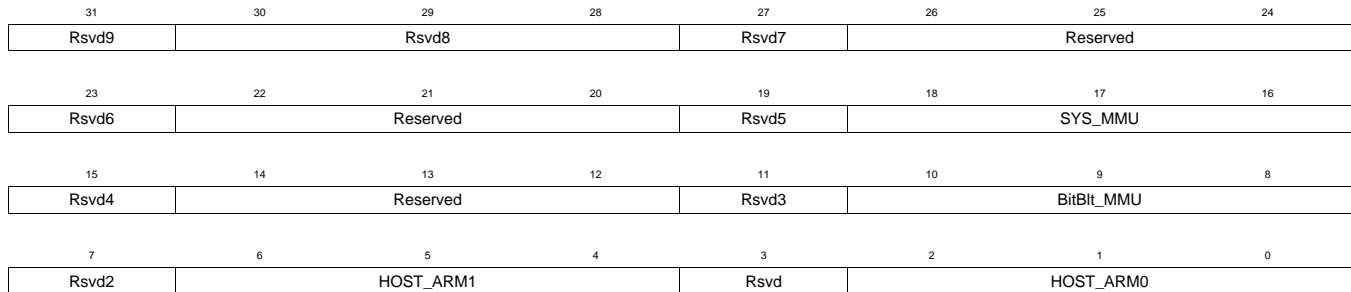 31 30 29 28 27 26 25 24
Rsvd9 Rsvd8 Rsvd7 Reserved
23 22 21 20 19 18 17 16
Rsvd6 Reserved Rsvd5 SYS_MMU
15 14 13 12 11 10 9 8
Rsvd4 Reserved Rsvd3 BitBlt_MMU
7 6 5 4 3 2 1 0
Rsvd2 HOST_ARM1 Rsvd HOST_ARM0